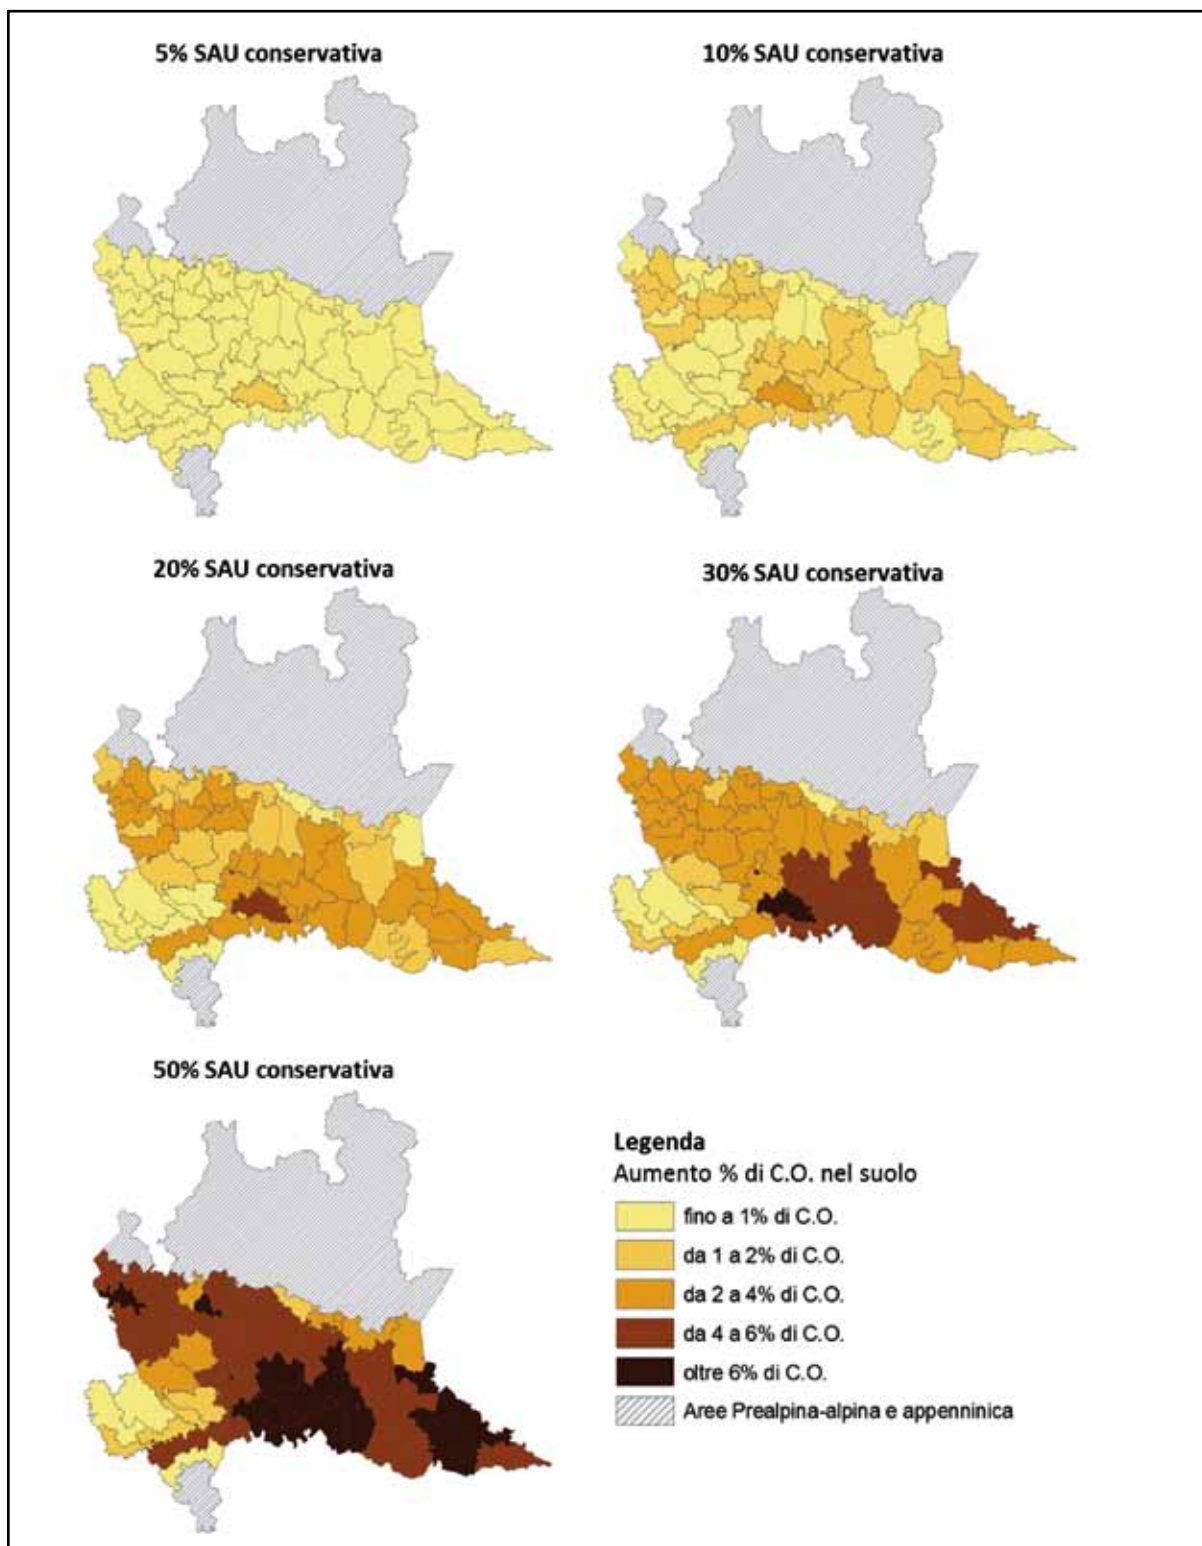 5% SAU conservativa
10% SAU conservativa
20% SAU conservativa
30% SAU conservativa
50% SAU conservativa
Legenda
Aumento % di C.O. nel suolo
fino a 1% di C.O.
da 1 a 2% di C.O.
da 2 a 4% di C.O.
da 4 a 6% di C.O.
oltre 6% di C.O.
Aree Prealpina-alpina e appenninica